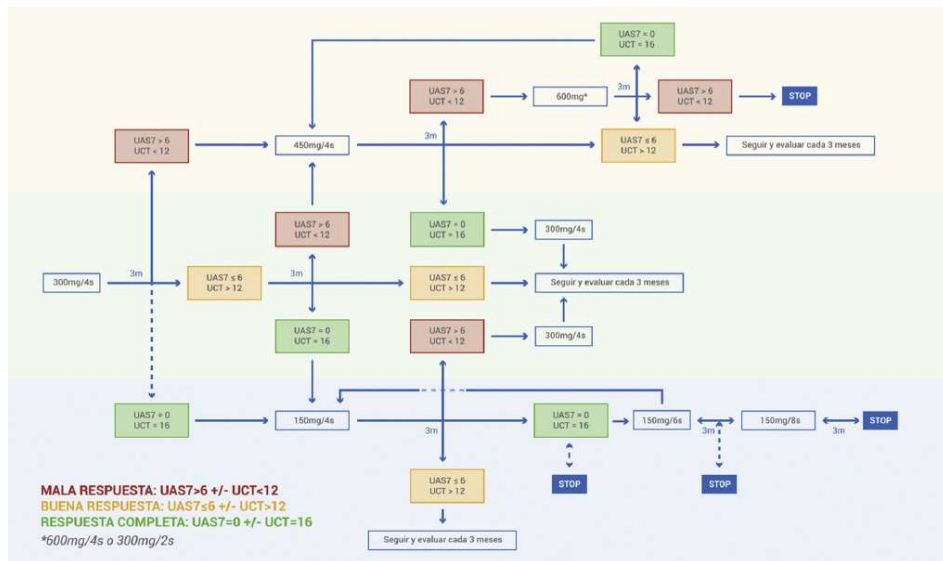 UAS7 = 0
UCT = 16
UAS7 > 6
UCT < 12
600mg*
3m
UAS7 > 6
UCT < 12
STOP
UAS7 > 6
UCT < 12
450mg/4s
3m
UAS7 ≤ 6
UCT > 12
Seguir y evaluar cada 3 meses
UAS7 > 6
UCT < 12
UAS7 = 0
UCT = 16
300mg/4s
300mg/4s
3m
UAS7 ≤ 6
UCT > 12
3m
UAS7 ≤ 6
UCT > 12
Seguir y evaluar cada 3 meses
UAS7 = 0
UCT = 16
UAS7 > 6
UCT < 12
300mg/4s
UAS7 = 0
UCT = 16
150mg/4s
3m
UAS7 = 0
UCT = 16
150mg/6s
3m
150mg/8s
3m
STOP
UAS7 ≤ 6
UCT > 12
STOP
STOP
MALA RESPUESTA: UAS7>6 +/- UCT<12
BUENA RESPUESTA: UAS7≤6 +/- UCT>12
RESPUESTA COMPLETA: UAS7=0 +/- UCT=16
*600mg/4s o 300mg/2s
Seguir y evaluar cada 3 meses